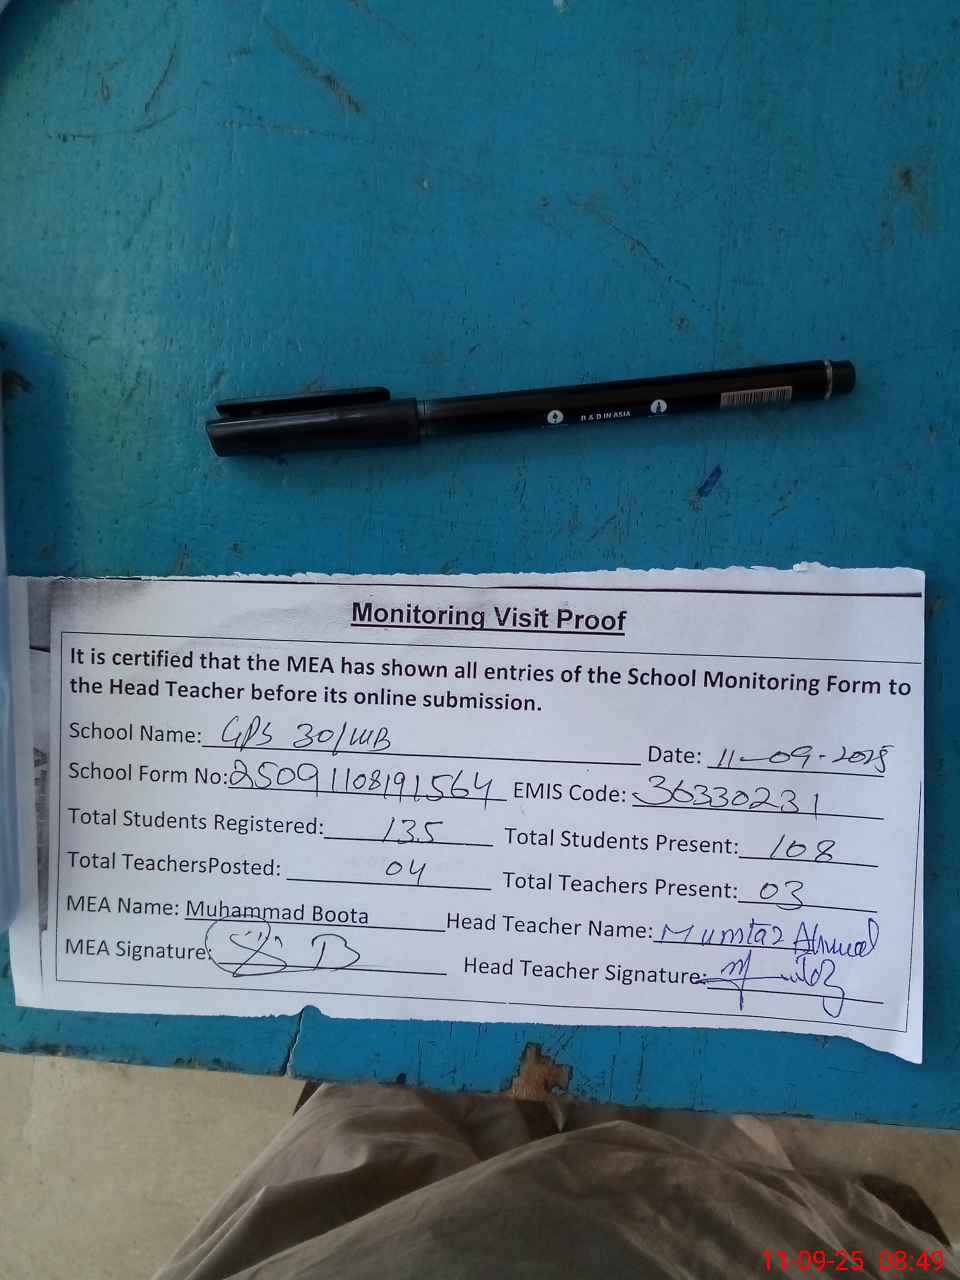 R & D IN ASIA
Monitoring Visit Proof
It is certified that the MEA has shown all entries of the School Monitoring Form to
the Head Teacher before its online submission.
School Name: GPS 30/WB Date: 11-09-2025
School Form No: 25091108191564 EMIS Code: 36330231
Total Students Registered: 135 Total Students Present: 108
Total TeachersPosted: 04 Total Teachers Present: 03
MEA Name: Muhammad Boota Head Teacher Name: Mumtaz Ahmad
MEA Signature: Head Teacher Signature:
11-09-25 08:49